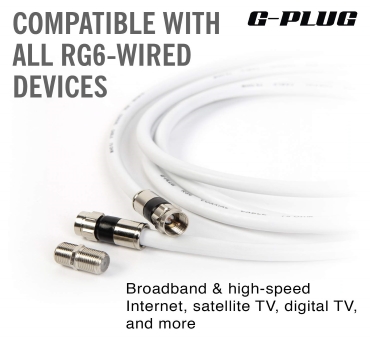 COMPATIBLE WITH
ALL RG6-WIRED
DEVICES
G-PLUG
Broadband & high-speed
Internet, satellite TV, digital TV,
and more